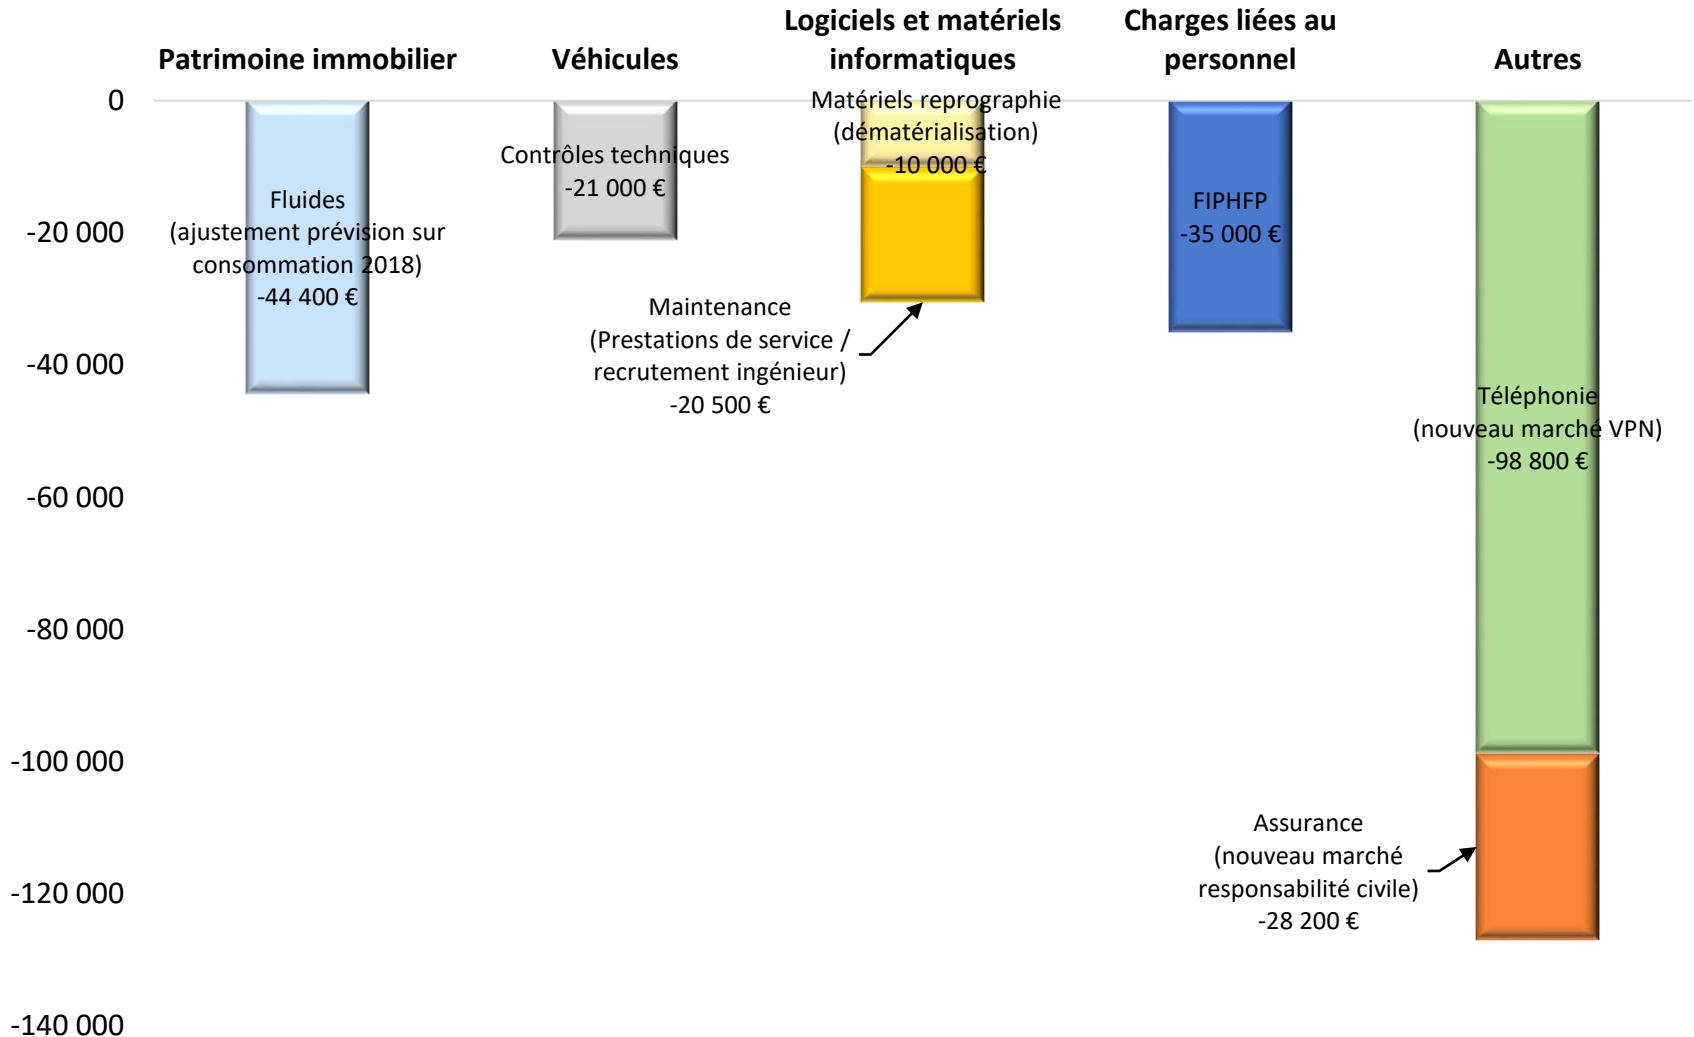 Patrimoine immobilier
Véhicules
Logiciels et matériels
informatiques
Charges liées au
personnel
Autres
0
-20 000
-40 000
-60 000
-80 000
-100 000
-120 000
-140 000
Fluides
(ajustement prévision sur
consommation 2018)
-44 400 €
Contrôles techniques
-21 000 €
Matériels reprographie
(dématérialisation)
-10 000 €
Maintenance
(Prestations de service /
recrutement ingénieur)
-20 500 €
FIPHFP
-35 000 €
Téléphonie
(nouveau marché VPN)
-98 800 €
Assurance
(nouveau marché
responsabilité civile)
-28 200 €